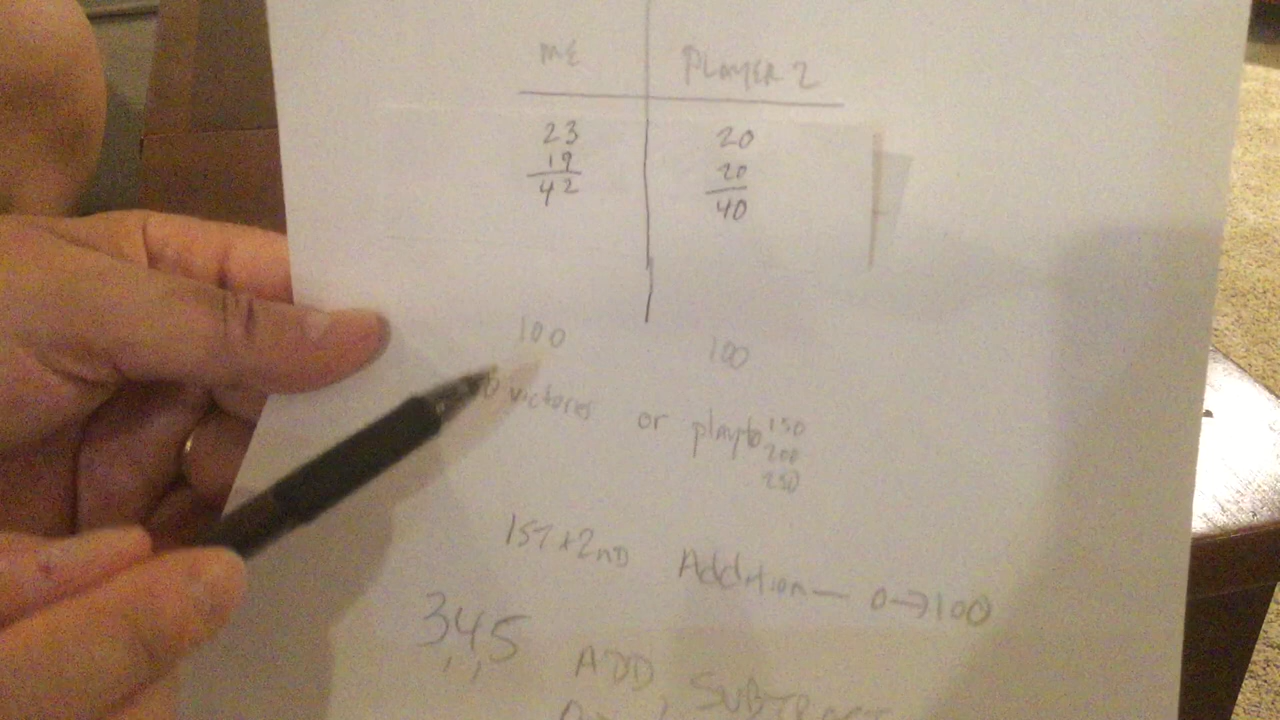 ME PLAYER 2
23 20
19 20
42 40
100 100
victories or play to 150
200
250
1ST + 2ND Addition — 0→100
345 ADD, SUBTRACT